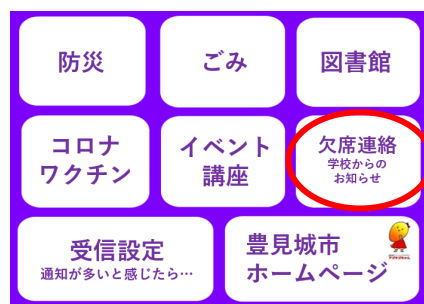 防災
ごみ
図書館
コロナ
ワクチン
イベント
講座
欠席連絡
学校からの
お知らせ
受信設定
通知が多いと感じたら…
豊見城市
ホームページ